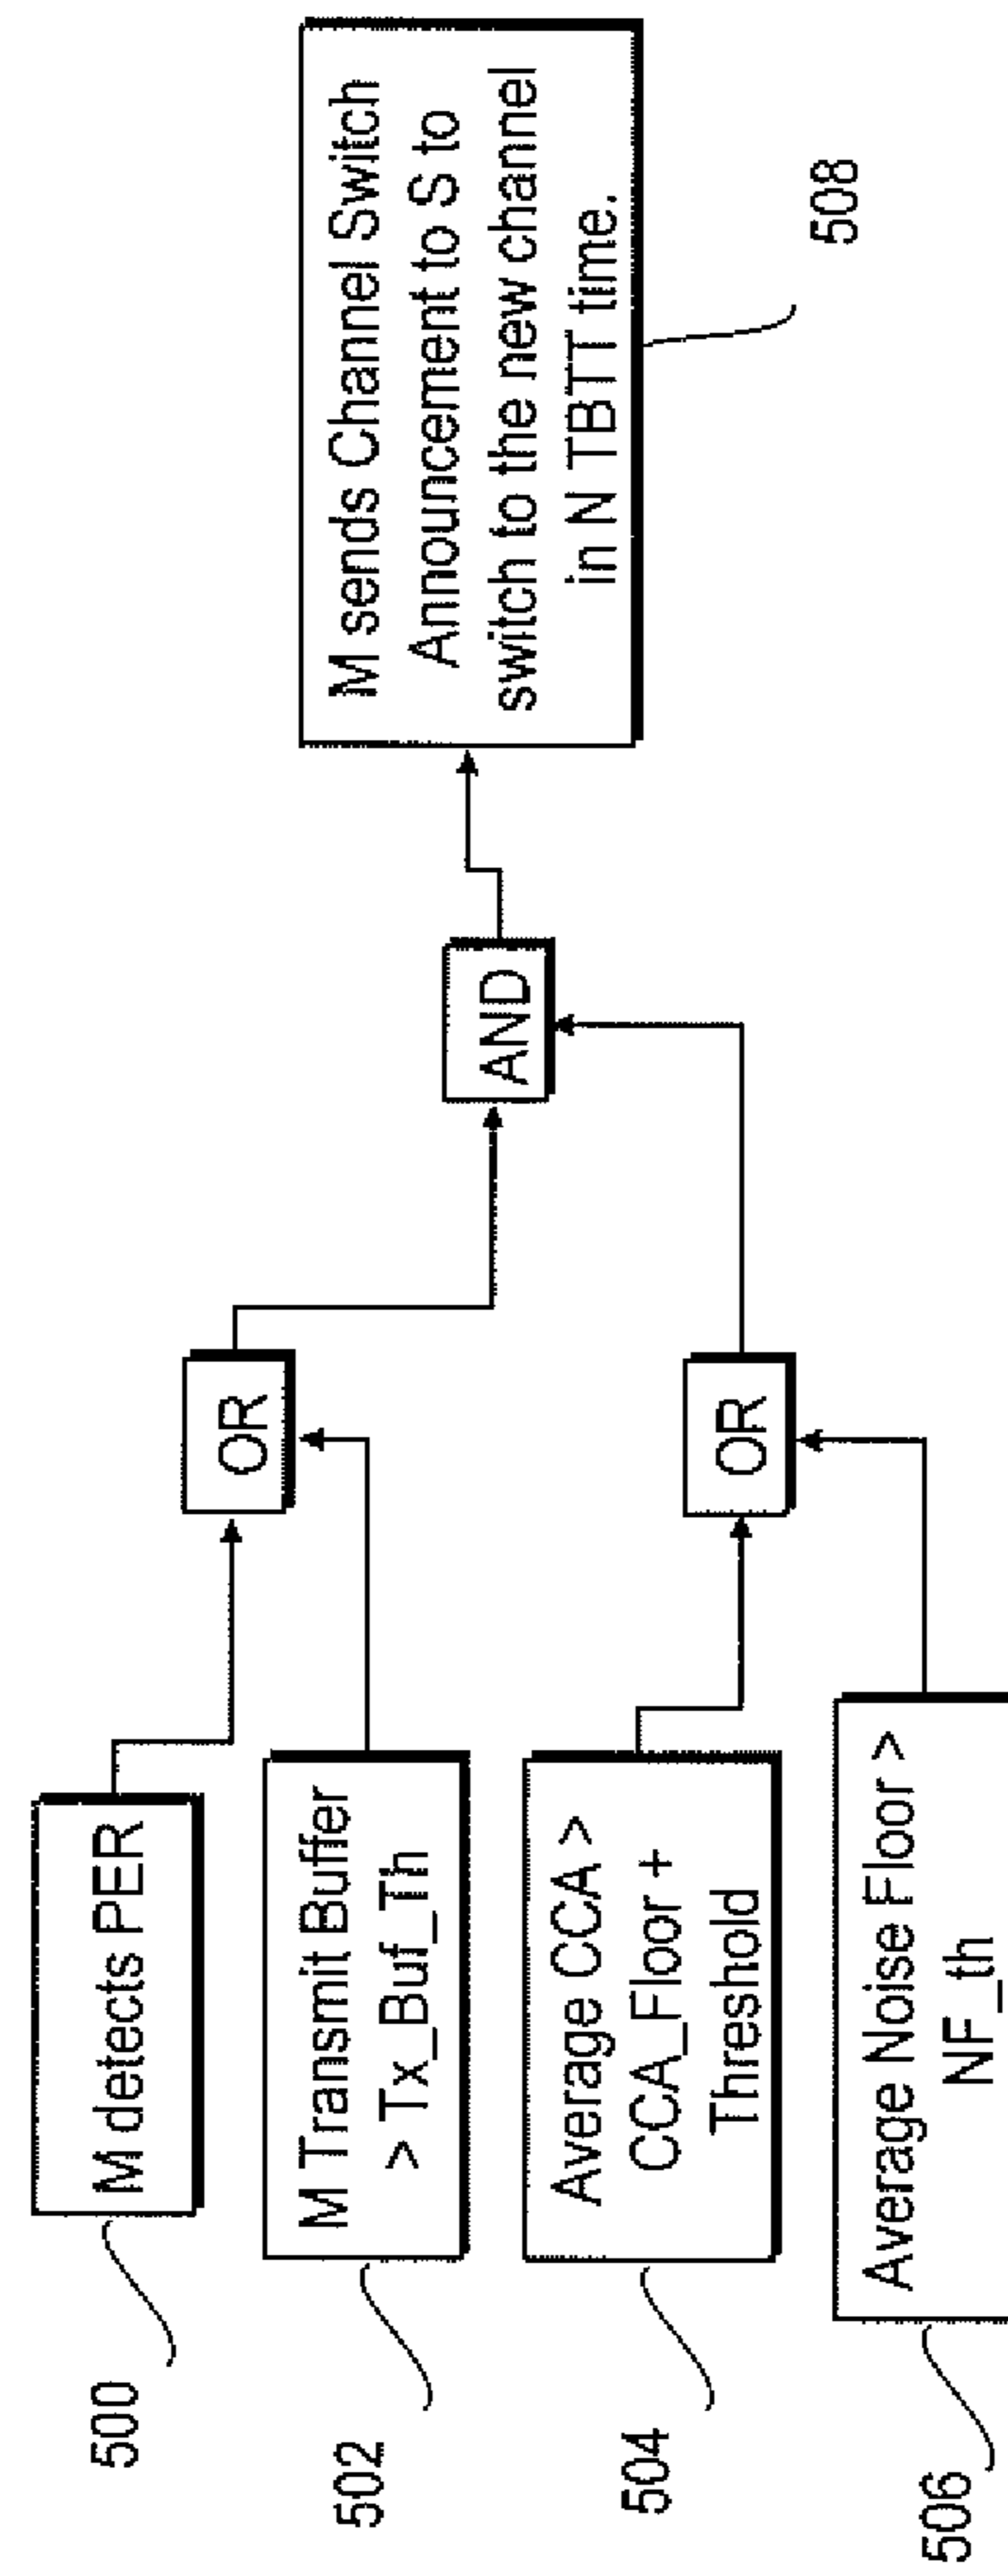 500
M detects PER
502
M Transmit Buffer
> Tx_Buf_Th
OR
504
Average CCA >
CCA_Floor +
Threshold
506
Average Noise Floor >
NF_th
OR
AND
M sends Channel Switch
Announcement to S to
switch to the new channel
in N TBTT time.
508